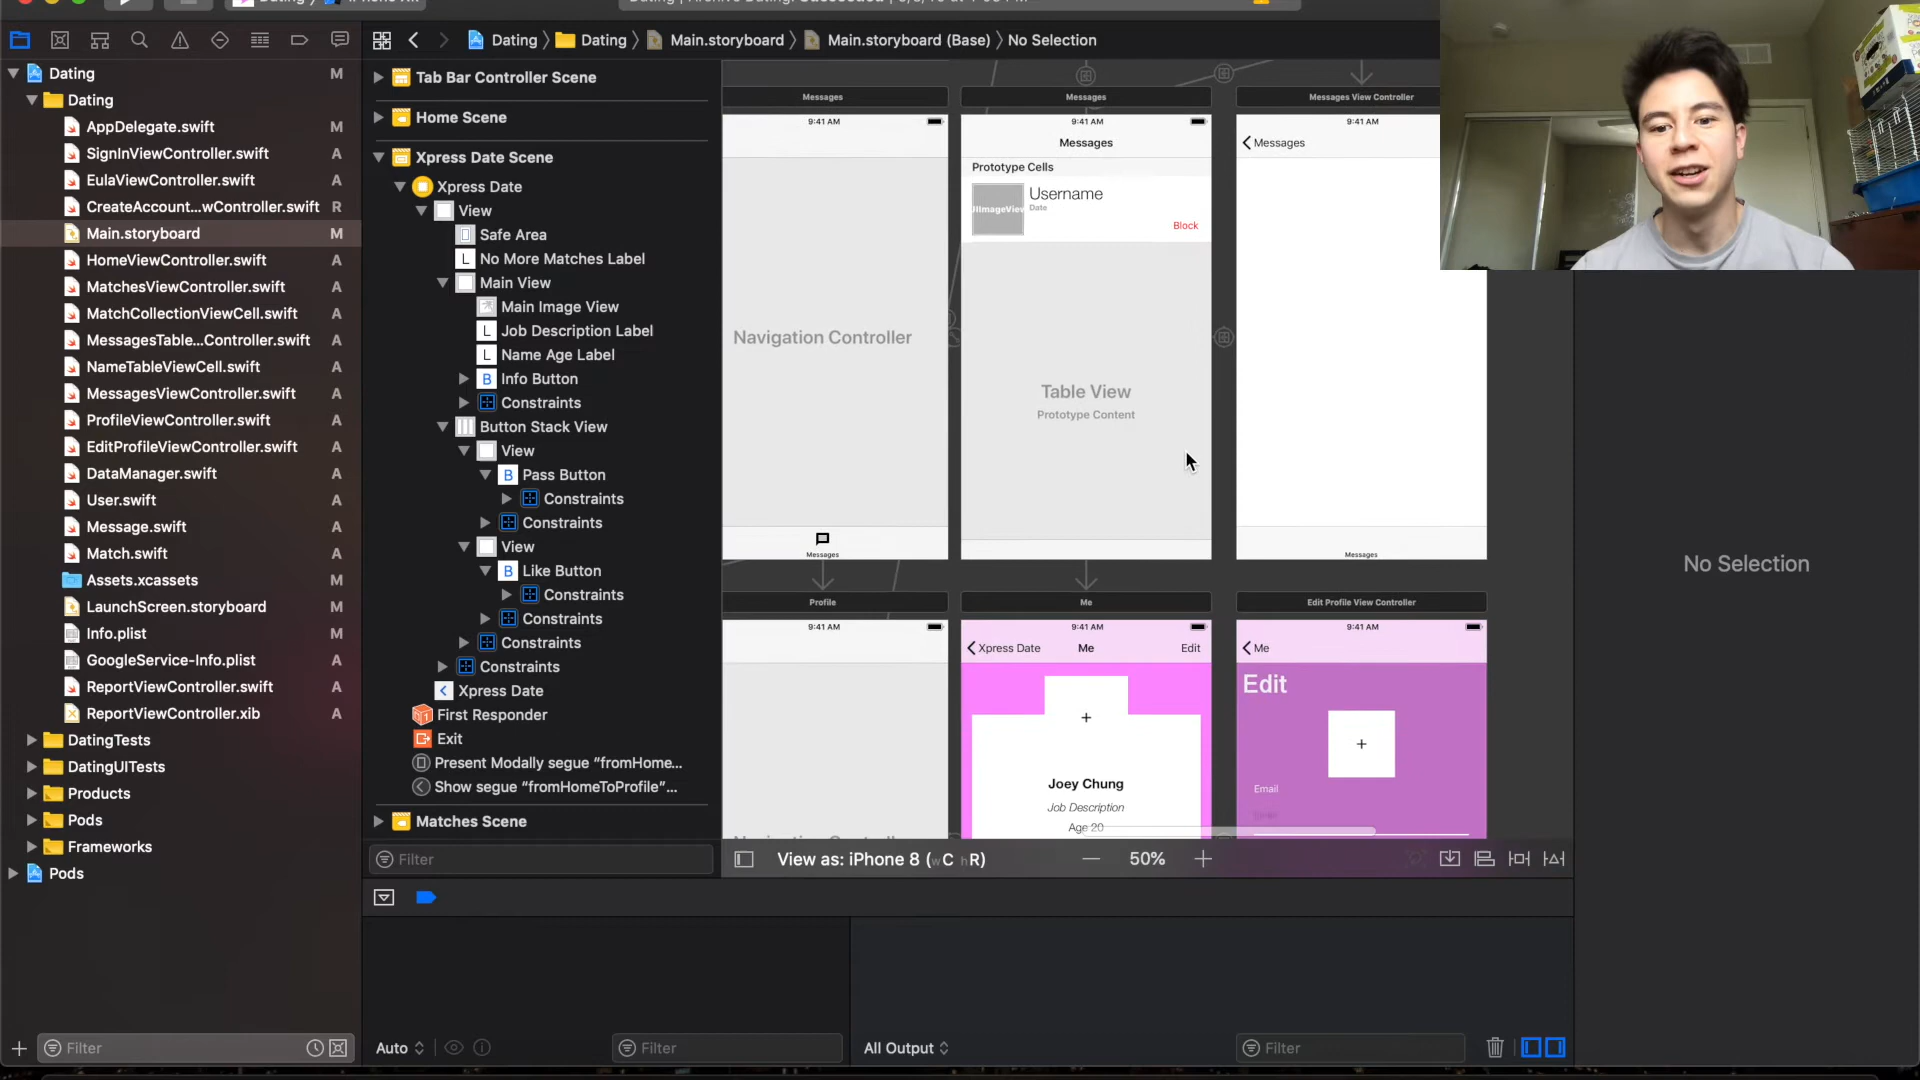 Dating
Dating
Main.storyboard
Main.storyboard (Base)
No Selection
Dating
M
Dating
AppDelegate.swift
M
SignInViewController.swift
A
EulaViewController.swift
A
CreateAccount...wController.swift
R
Main.storyboard
M
HomeViewController.swift
A
MatchesViewController.swift
A
MatchCollectionViewCell.swift
A
MessagesTable...Controller.swift
A
NameTableViewCell.swift
A
MessagesViewController.swift
A
ProfileViewController.swift
A
EditProfileViewController.swift
A
DataManager.swift
A
User.swift
A
Message.swift
A
Match.swift
A
Assets.xcassets
M
LaunchScreen.storyboard
M
Info.plist
M
GoogleService-Info.plist
A
ReportViewController.swift
A
ReportViewController.xib
A
DatingTests
DatingUITests
Products
Pods
Frameworks
Pods
Filter
Tab Bar Controller Scene
Home Scene
Xpress Date Scene
Xpress Date
View
Safe Area
L No More Matches Label
Main View
Main Image View
L Job Description Label
L Name Age Label
B Info Button
Constraints
Button Stack View
View
B Pass Button
Constraints
Constraints
View
B Like Button
Constraints
Constraints
Constraints
Constraints
Xpress Date
First Responder
Exit
Present Modally segue “fromHome...
Show segue “fromHomeToProfile”...
Matches Scene
Filter
Messages
9:41 AM
Navigation Controller
Messages
Messages
9:41 AM
Messages
Prototype Cells
Username
Date
Block
Table View
Prototype Content
Messages View Controller
9:41 AM
Messages
Messages
Profile
9:41 AM
Me
9:41 AM
Xpress Date
Me
Edit
+
Joey Chung
Job Description
Age 20
Edit Profile View Controller
9:41 AM
Me
Edit
+
Email
View as: iPhone 8 (wC hR)
50%
No Selection
Auto
Filter
All Output
Filter